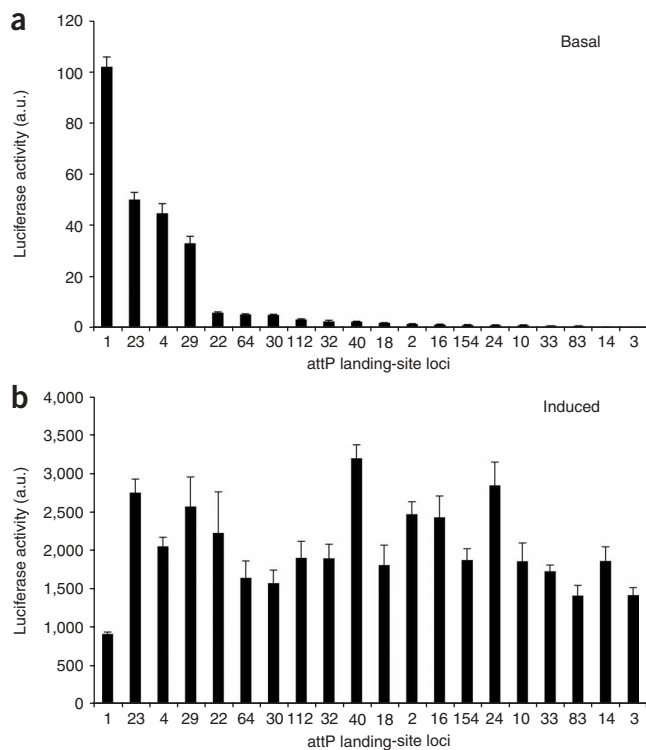 a
Basal
Luciferase activity (a.u.)
120
100
80
60
40
20
0
1 23 4 29 22 64 30 112 32 40 18 2 16 154 24 10 33 83 14 3
attP landing-site loci
b
Induced
Luciferase activity (a.u.)
4,000
3,500
3,000
2,500
2,000
1,500
1,000
500
0
1 23 4 29 22 64 30 112 32 40 18 2 16 154 24 10 33 83 14 3
attP landing-site loci